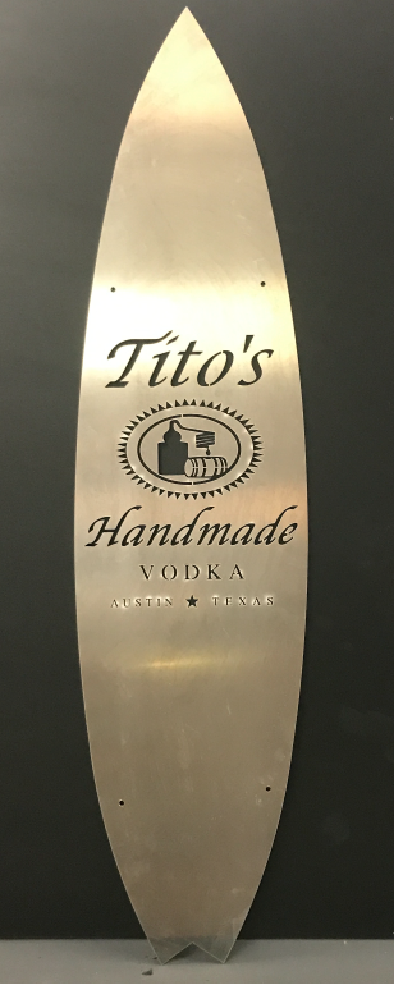 Tito's
Handmade
VODKA
AUSTIN ★ TEXAS